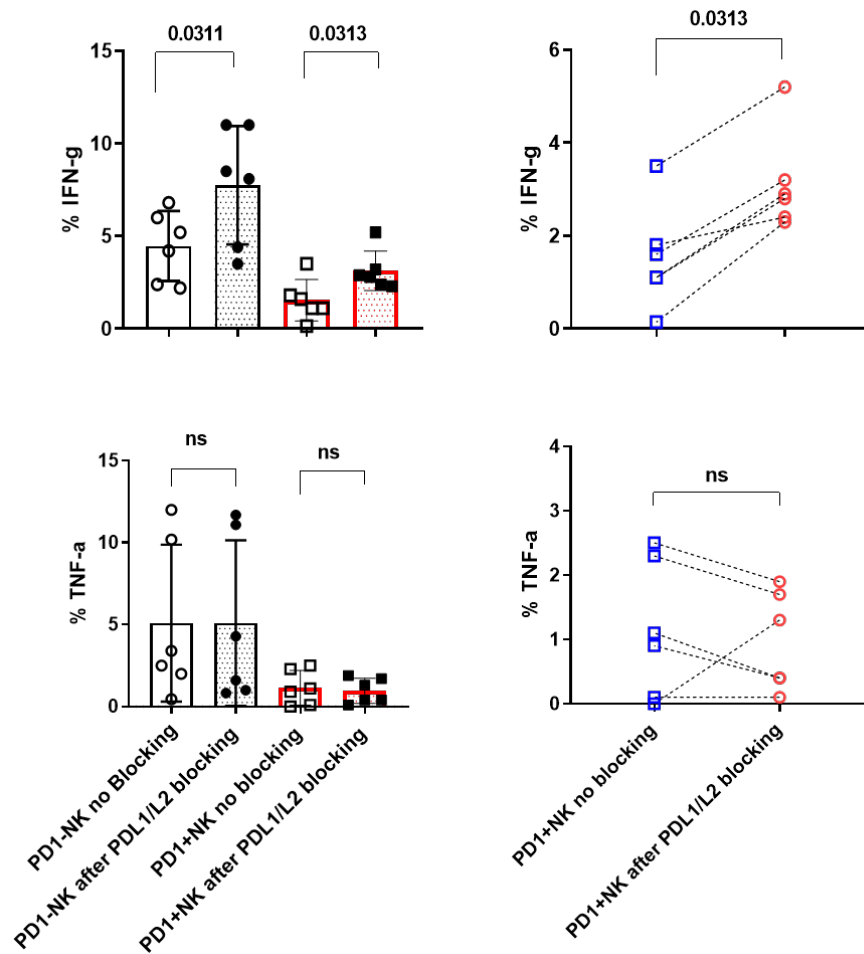 0.0311
0.0313
15
10
5
0
% IFN-g
0.0313
6
4
2
0
% IFN-g
ns
ns
15
10
5
0
% TNF-a
PD1-NK no Blocking
PD1-NK after PDL1/L2 blocking
PD1+NK no blocking
PD1+NK after PDL1/L2 blocking
ns
4
3
2
1
0
% TNF-a
PD1+NK no blocking
PD1+NK after PDL1/L2 blocking